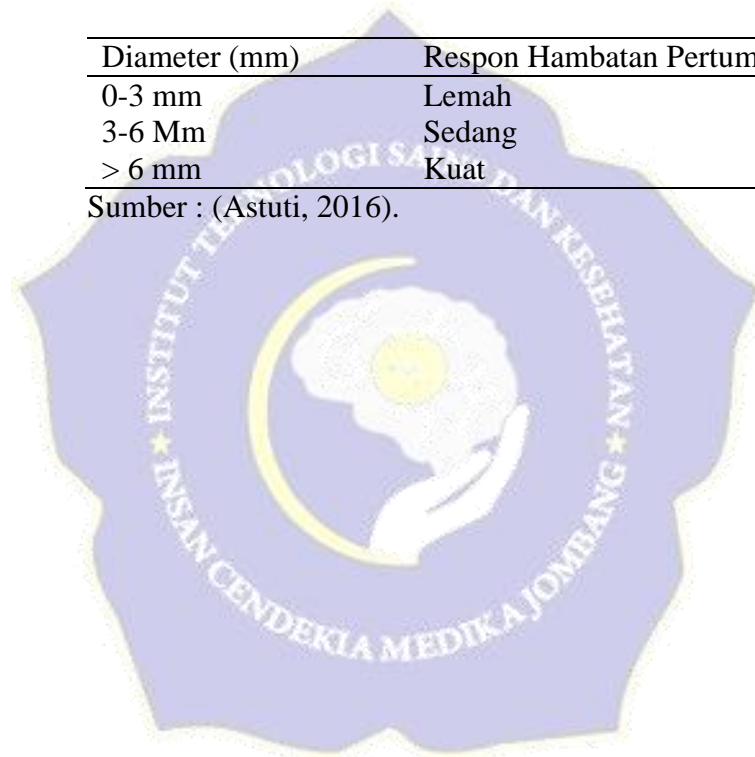 Diameter (mm) Respon Hambatan Pertum
0-3 mm Lemah
3-6 Mm Sedang
> 6 mm Kuat
Sumber : (Astuti, 2016).
INSTITUT TEKNOLOGI SAINS DAN KESEHATAN
INSAN CENDEKIA MEDIKA JOMBANG